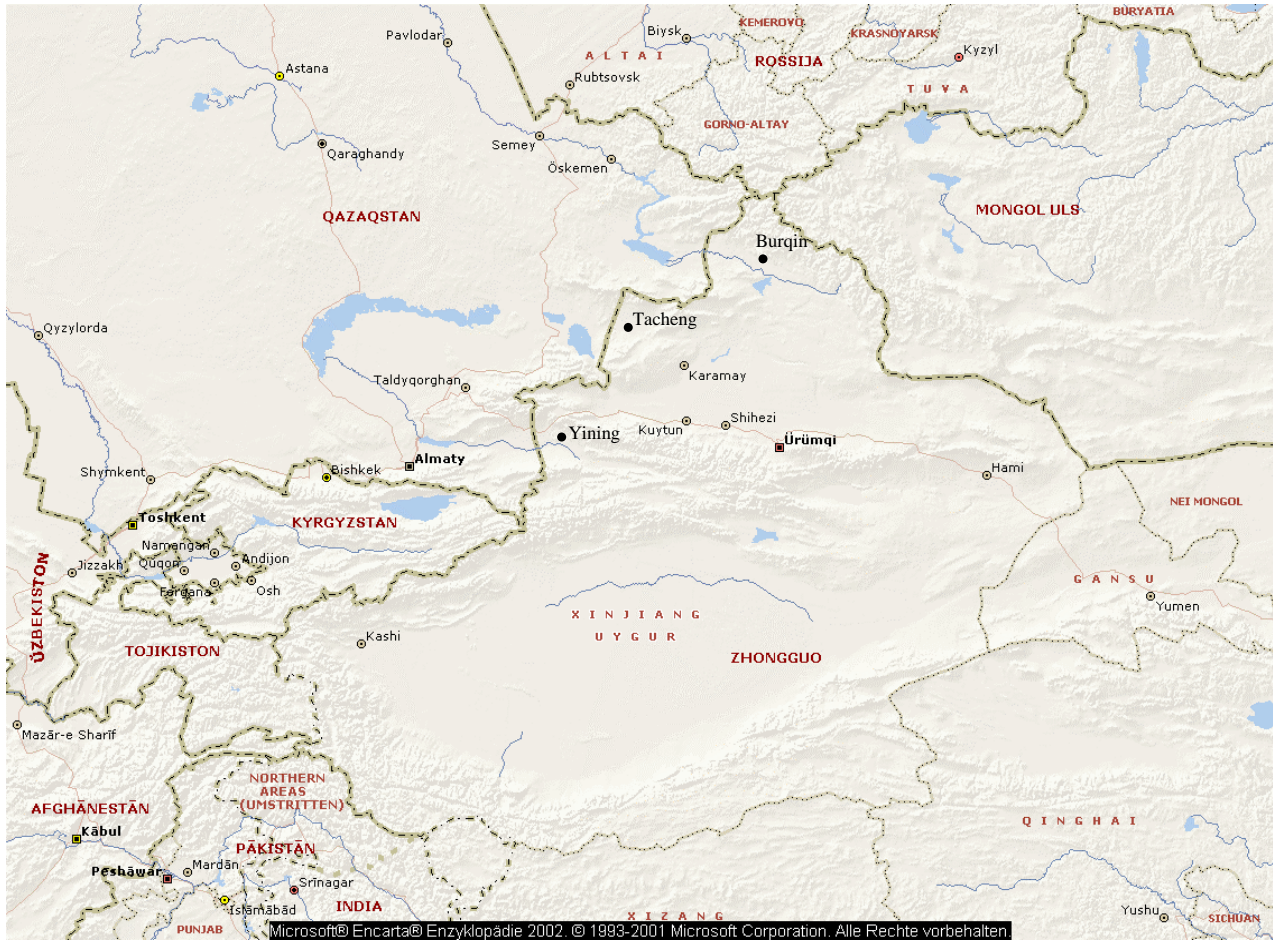 BURYATIA
KEMEROVO
KRASNOYARSK
Pavlodar
Biysk
ALTAI
ROSSIJA
Kyzyl
Astana
Rubtsovsk
TUVA
GORNO-ALTAY
Semey
Qaraghandy
Öskemen
QAZAQSTAN
MONGOL ULS
Burqin
Tacheng
Qyzylorda
Karamay
Taldyqorghan
Yining
Kuytun
Shihezi
Ürümqi
Almaty
Bishkek
Shymkent
Hami
NEI MONGOL
Toshkent
KYRGYZSTAN
Namangan
Andijon
Jizzakh
Qŭqon
Fargana
Osh
GANSU
Yumen
ŬZBEKISTON
XINJIANG
UYGUR
Kashi
TOJIKISTON
ZHONGGUO
Mazār-e Sharīf
NORTHERN
AREAS
(UMSTRITTEN)
AFGHĀNESTĀN
Kābul
QINGHAI
PĀKISTĀN
Mardān
Peshāwar
Srīnagar
Islāmābād
INDIA
XIZANG
Yushu
SICHUAN
PUNJAB
Microsoft® Encarta® Enzyklopädie 2002. © 1993-2001 Microsoft Corporation. Alle Rechte vorbehalten.